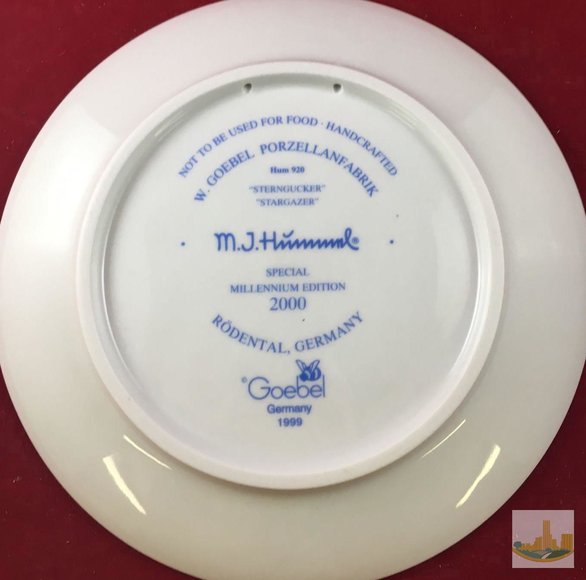 NOT TO BE USED FOR FOOD · HANDCRAFTED
W. GOEBEL PORZELLANFABRIK
Hum 920
"STERNGUCKER"
"STARGAZER"
M.J.Hummel®
SPECIAL
MILLENNIUM EDITION
2000
RÖDENTAL, GERMANY
©Goebel
Germany
1999